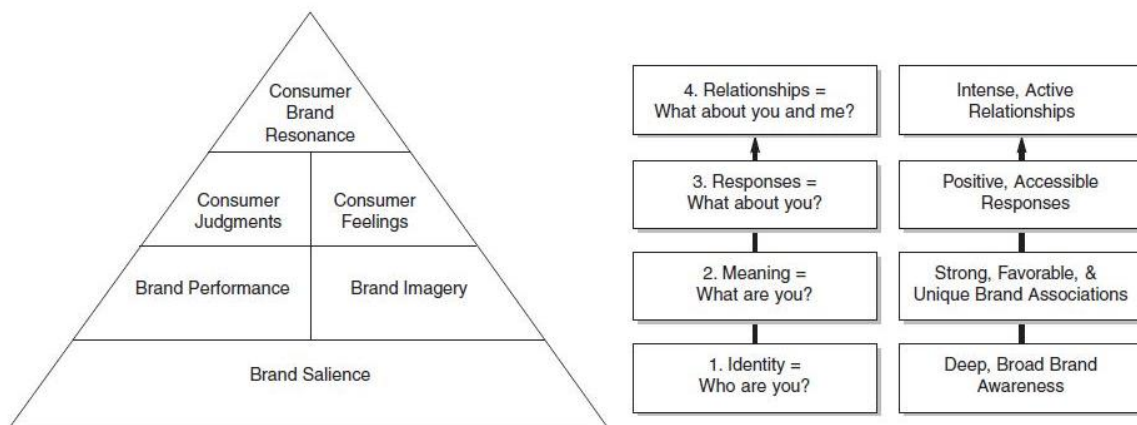 Consumer
Brand
Resonance
Consumer
Judgments
Consumer
Feelings
Brand Performance
Brand Imagery
Brand Salience
4. Relationships =
What about you and me?
3. Responses =
What about you?
2. Meaning =
What are you?
1. Identity =
Who are you?
Intense, Active
Relationships
Positive, Accessible
Responses
Strong, Favorable, &
Unique Brand Associations
Deep, Broad Brand
Awareness